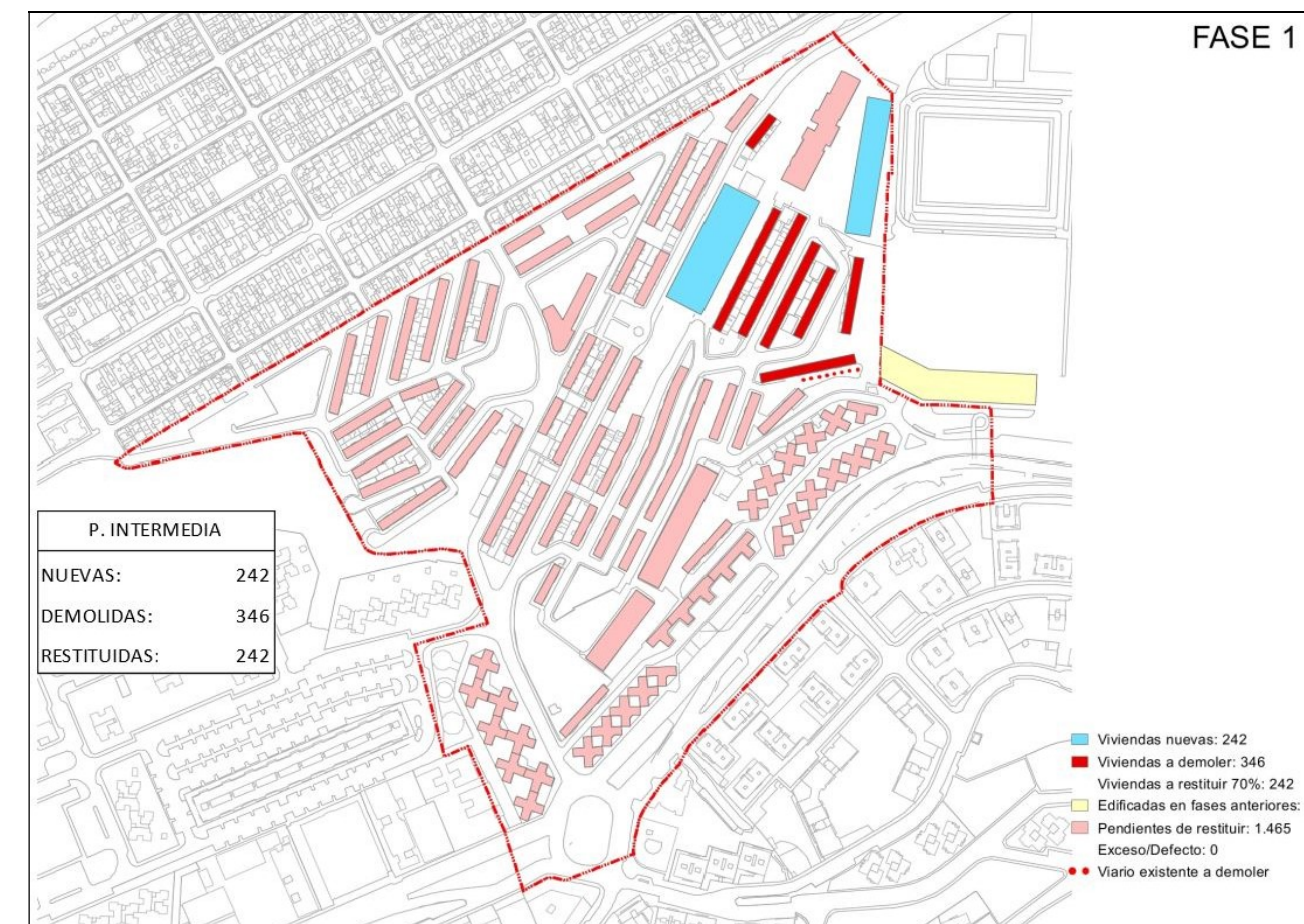 FASE 1
P. INTERMEDIA
NUEVAS: 242
DEMOLIDAS: 346
RESTITUIDAS: 242
Viviendas nuevas: 242
Viviendas a demoler: 346
Viviendas a restituir 70%: 242
Edificadas en fases anteriores:
Pendientes de restituir: 1.465
Exceso/Defecto: 0
Viario existente a demoler